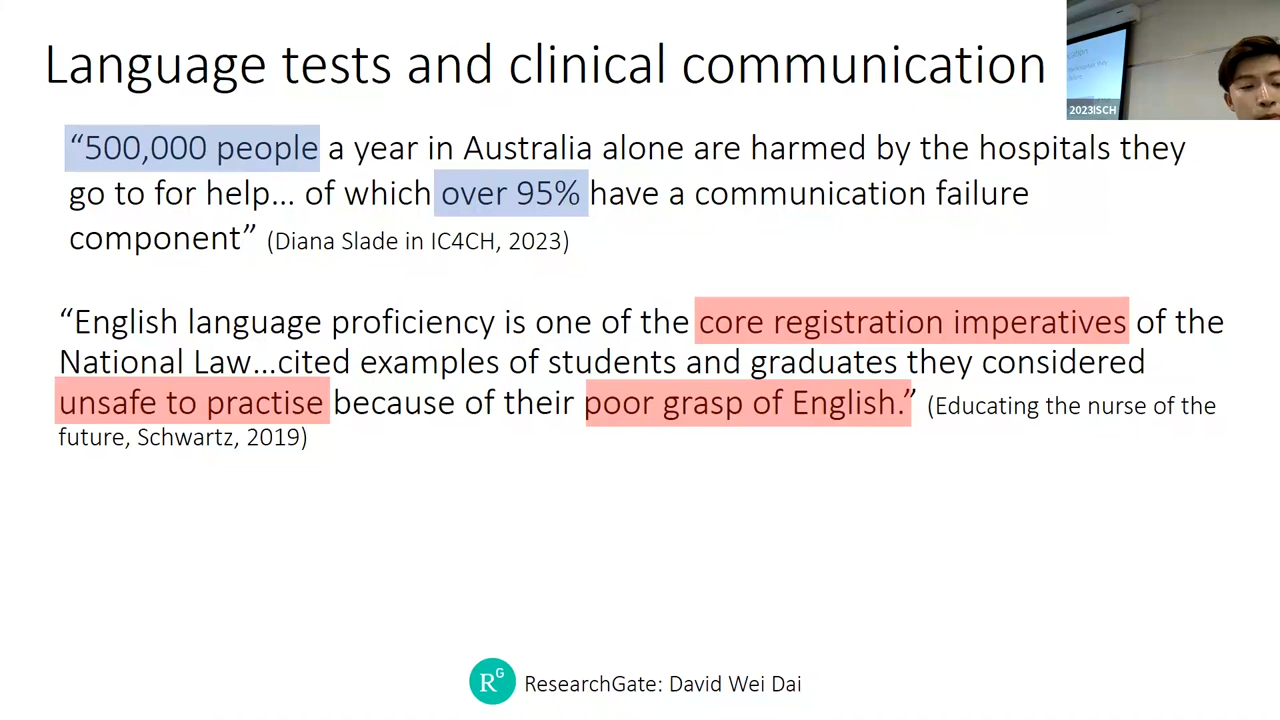 Language tests and clinical communication
2023ISCH
“500,000 people a year in Australia alone are harmed by the hospitals they
go to for help... of which over 95% have a communication failure
component” (Diana Slade in IC4CH, 2023)
“English language proficiency is one of the core registration imperatives of the
National Law...cited examples of students and graduates they considered
unsafe to practise because of their poor grasp of English.” (Educating the nurse of the
future, Schwartz, 2019)
RG ResearchGate: David Wei Dai